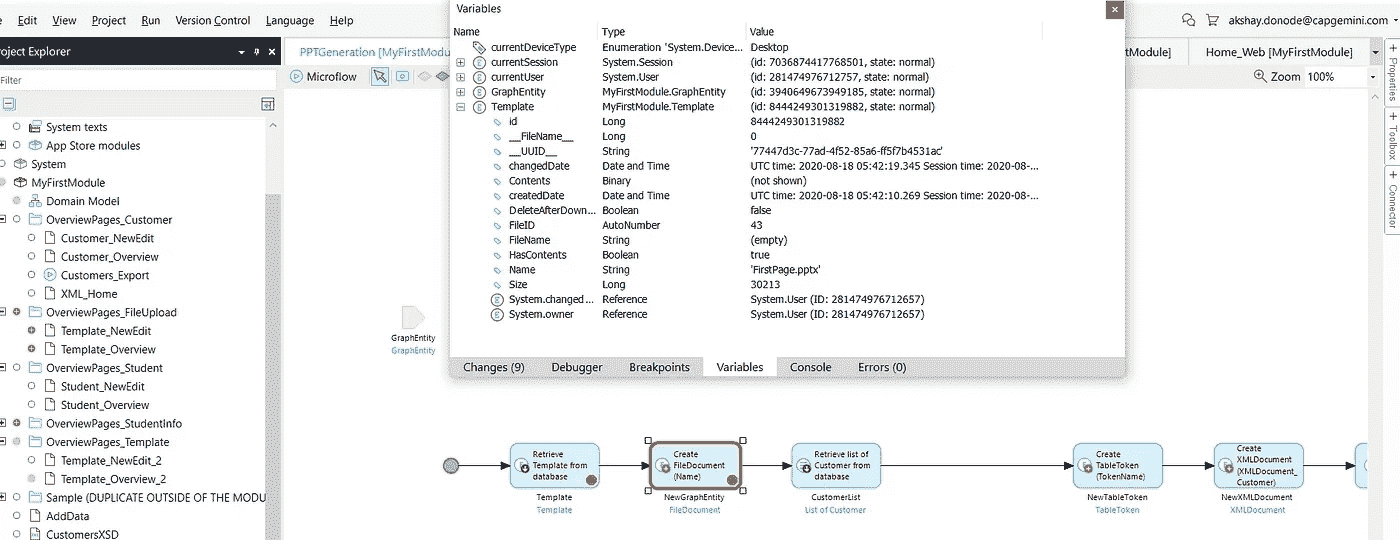 Edit View Project Run Version Control Language Help
akshay.donode@capgemini.com
roject Explorer
Filter
System texts
App Store modules
System
MyFirstModule
Domain Model
OverviewPages_Customer
Customer_NewEdit
Customer_Overview
Customers_Export
XML_Home
OverviewPages_FileUpload
Template_NewEdit
Template_Overview
OverviewPages_Student
Student_NewEdit
Student_Overview
OverviewPages_StudentInfo
OverviewPages_Template
Template_NewEdit_2
Template_Overview_2
Sample (DUPLICATE OUTSIDE OF THE MODU
AddData
CustomersXSD
PPTGeneration [MyFirstModu
Microflow
Variables
Name Type Value
currentDeviceType Enumeration 'System.Device... Desktop
currentSession System.Session (id: 7036874417768501, state: normal)
currentUser System.User (id: 281474976712757, state: normal)
GraphEntity MyFirstModule.GraphEntity (id: 3940649673949185, state: normal)
Template MyFirstModule.Template (id: 8444249301319882, state: normal)
id Long 8444249301319882
__FileName__ Long 0
__UUID__ String '77447d3c-77ad-4f52-85a6-ff5f7b4531ac'
changedDate Date and Time UTC time: 2020-08-18 05:42:19.345 Session time: 2020-08-...
Contents Binary (not shown)
createdDate Date and Time UTC time: 2020-08-18 05:42:10.269 Session time: 2020-08-...
DeleteAfterDown... Boolean false
FileID AutoNumber 43
FileName String (empty)
HasContents Boolean true
Name String 'FirstPage.pptx'
Size Long 30213
System.changed... Reference System.User (ID: 281474976712657)
System.owner Reference System.User (ID: 281474976712657)
Changes (9) Debugger Breakpoints Variables Console Errors (0)
tModule] Home_Web [MyFirstModule]
Zoom 100%
Properties
Toolbox
Connector
GraphEntity
GraphEntity
Retrieve
Template from
database
Template
Template
Create
FileDocument
(Name)
NewGraphEntity
FileDocument
Retrieve list of
Customer from
database
CustomerList
List of Customer
Create
TableToken
(TokenName)
NewTableToken
TableToken
Create
XMLDocument
(XMLDocument_
Customer)
NewXMLDocument
XMLDocument